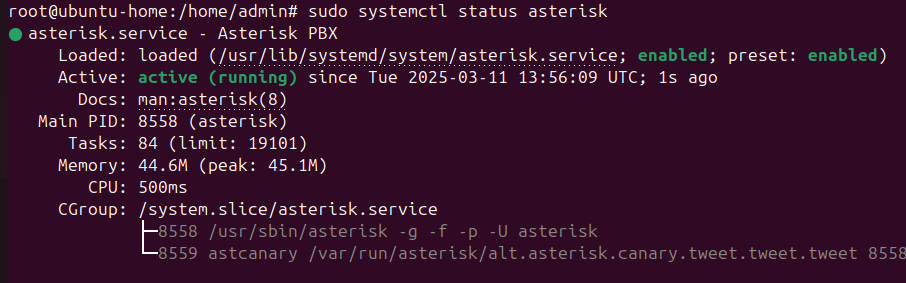 root@ubuntu-home:/home/admin# sudo systemctl status asterisk
● asterisk.service - Asterisk PBX
Loaded: loaded (/usr/lib/systemd/system/asterisk.service; enabled; preset: enabled)
Active: active (running) since Tue 2025-03-11 13:56:09 UTC; 1s ago
Docs: man:asterisk(8)
Main PID: 8558 (asterisk)
Tasks: 84 (limit: 19101)
Memory: 44.6M (peak: 45.1M)
CPU: 500ms
CGroup: /system.slice/asterisk.service
├─8558 /usr/sbin/asterisk -g -f -p -U asterisk
└─8559 astcanary /var/run/asterisk/alt.asterisk.canary.tweet.tweet.tweet 8558